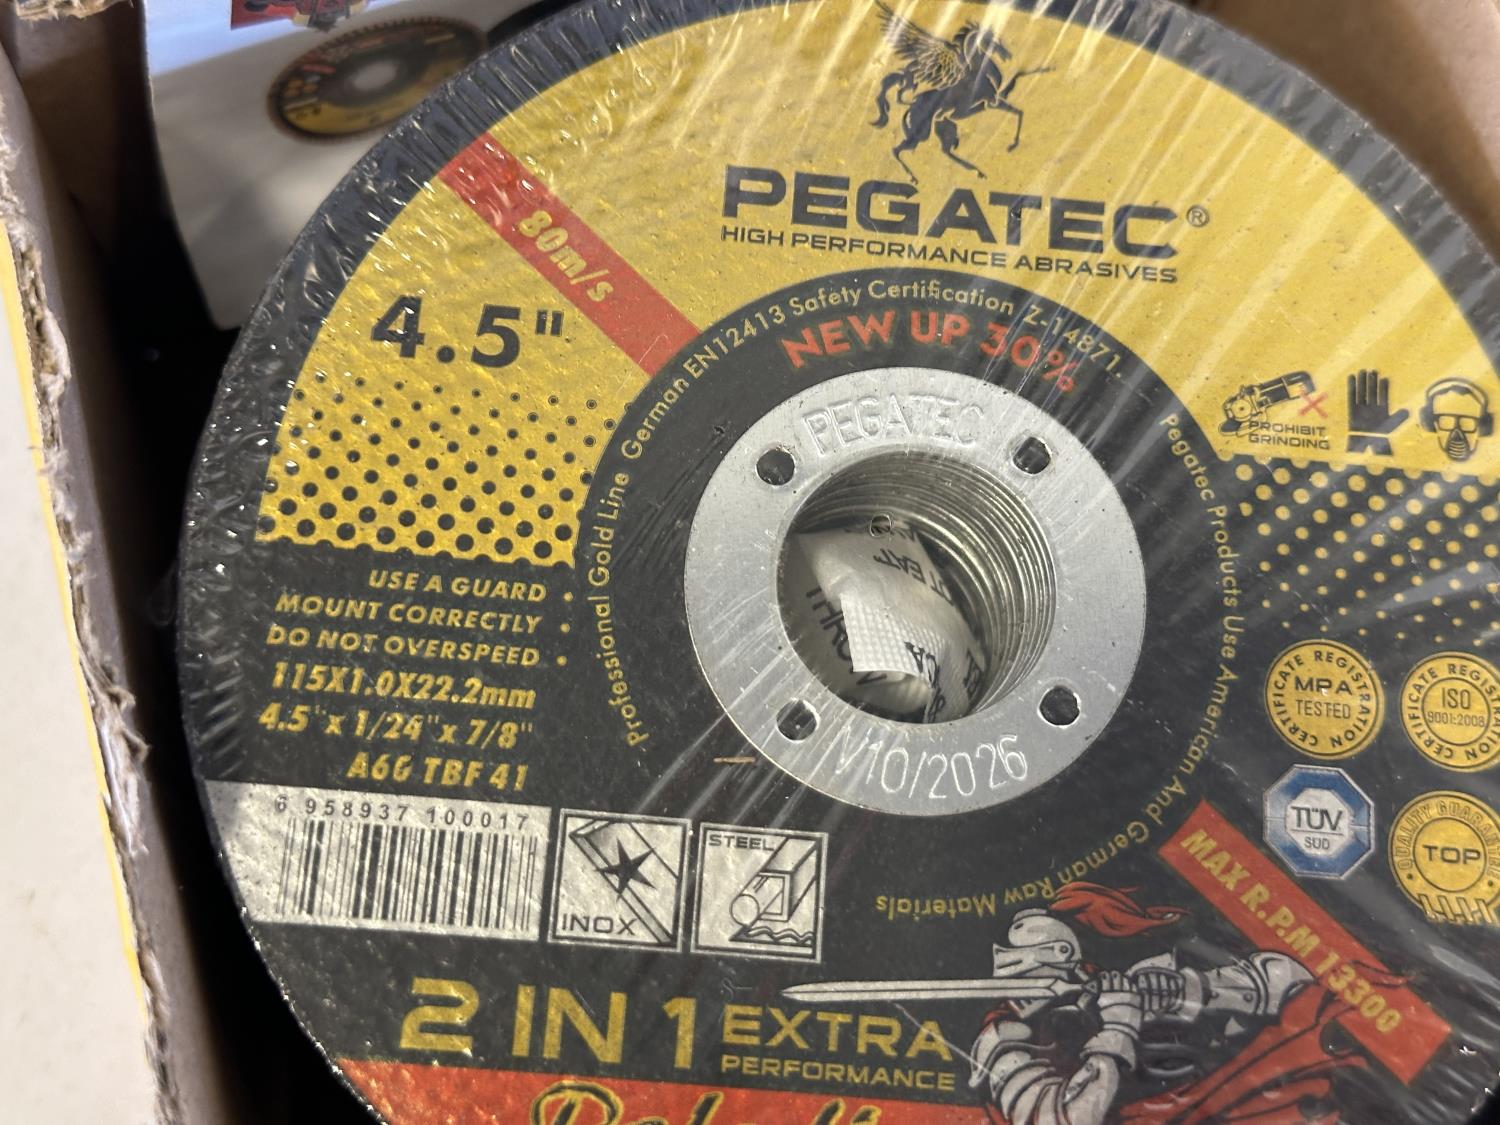 PEGATEC®
HIGH PERFORMANCE ABRASIVES
80m/s
4.5"
Professional Gold Line German EN12413 Safety Certification Z-14871.
NEW UP 30%
PEGATEC
V10/2026
Pegatec Products Use American And German Raw Materials
PROHIBIT
GRINDING
USE A GUARD •
MOUNT CORRECTLY •
DO NOT OVERSPEED •
115X1.0X22.2mm
4.5"x 1/24"x 7/8"
A60 TBF 41
6 958937 100017
INOX
STEEL
CERTIFICATE REGISTRATION
MPA
TESTED
CERTIFICATE REGISTRATION
ISO
9001:2008
TÜV
SÜD
QUALITY GUARANTEE
TOP
MAX R.P.M 13300
2 IN 1 EXTRA
PERFORMANCE
THROW
EAT